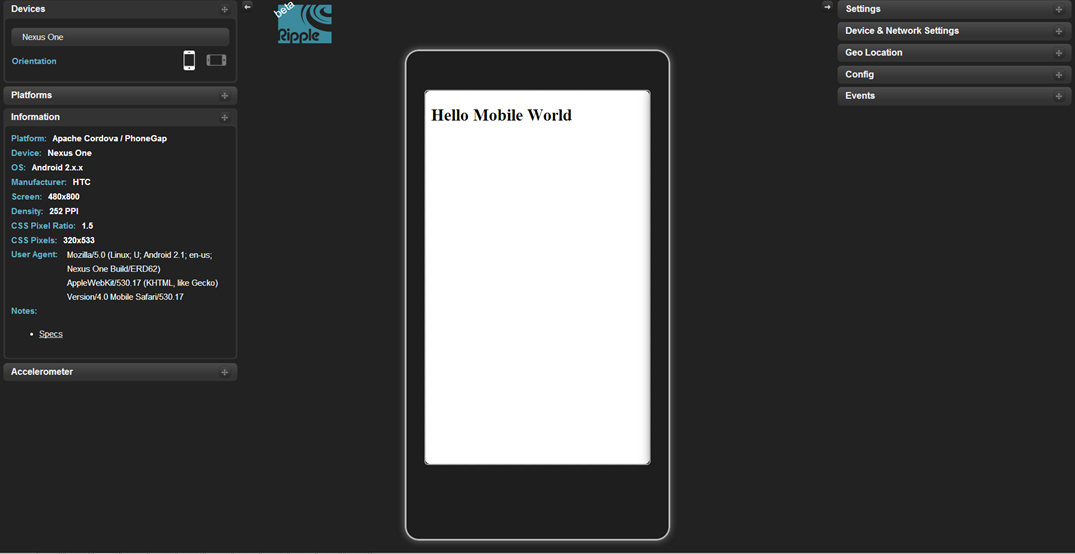 Devices
Nexus One
Orientation
Platforms
Information
Platform: Apache Cordova / PhoneGap
Device: Nexus One
OS: Android 2.x.x
Manufacturer: HTC
Screen: 480x800
Density: 252 PPI
CSS Pixel Ratio: 1.5
CSS Pixels: 320x533
User Agent: Mozilla/5.0 (Linux; U; Android 2.1; en-us;
Nexus One Build/ERD62)
AppleWebKit/530.17 (KHTML, like Gecko)
Version/4.0 Mobile Safari/530.17
Notes:
Specs
Accelerometer
beta
Ripple
Hello Mobile World
Settings
Device & Network Settings
Geo Location
Config
Events